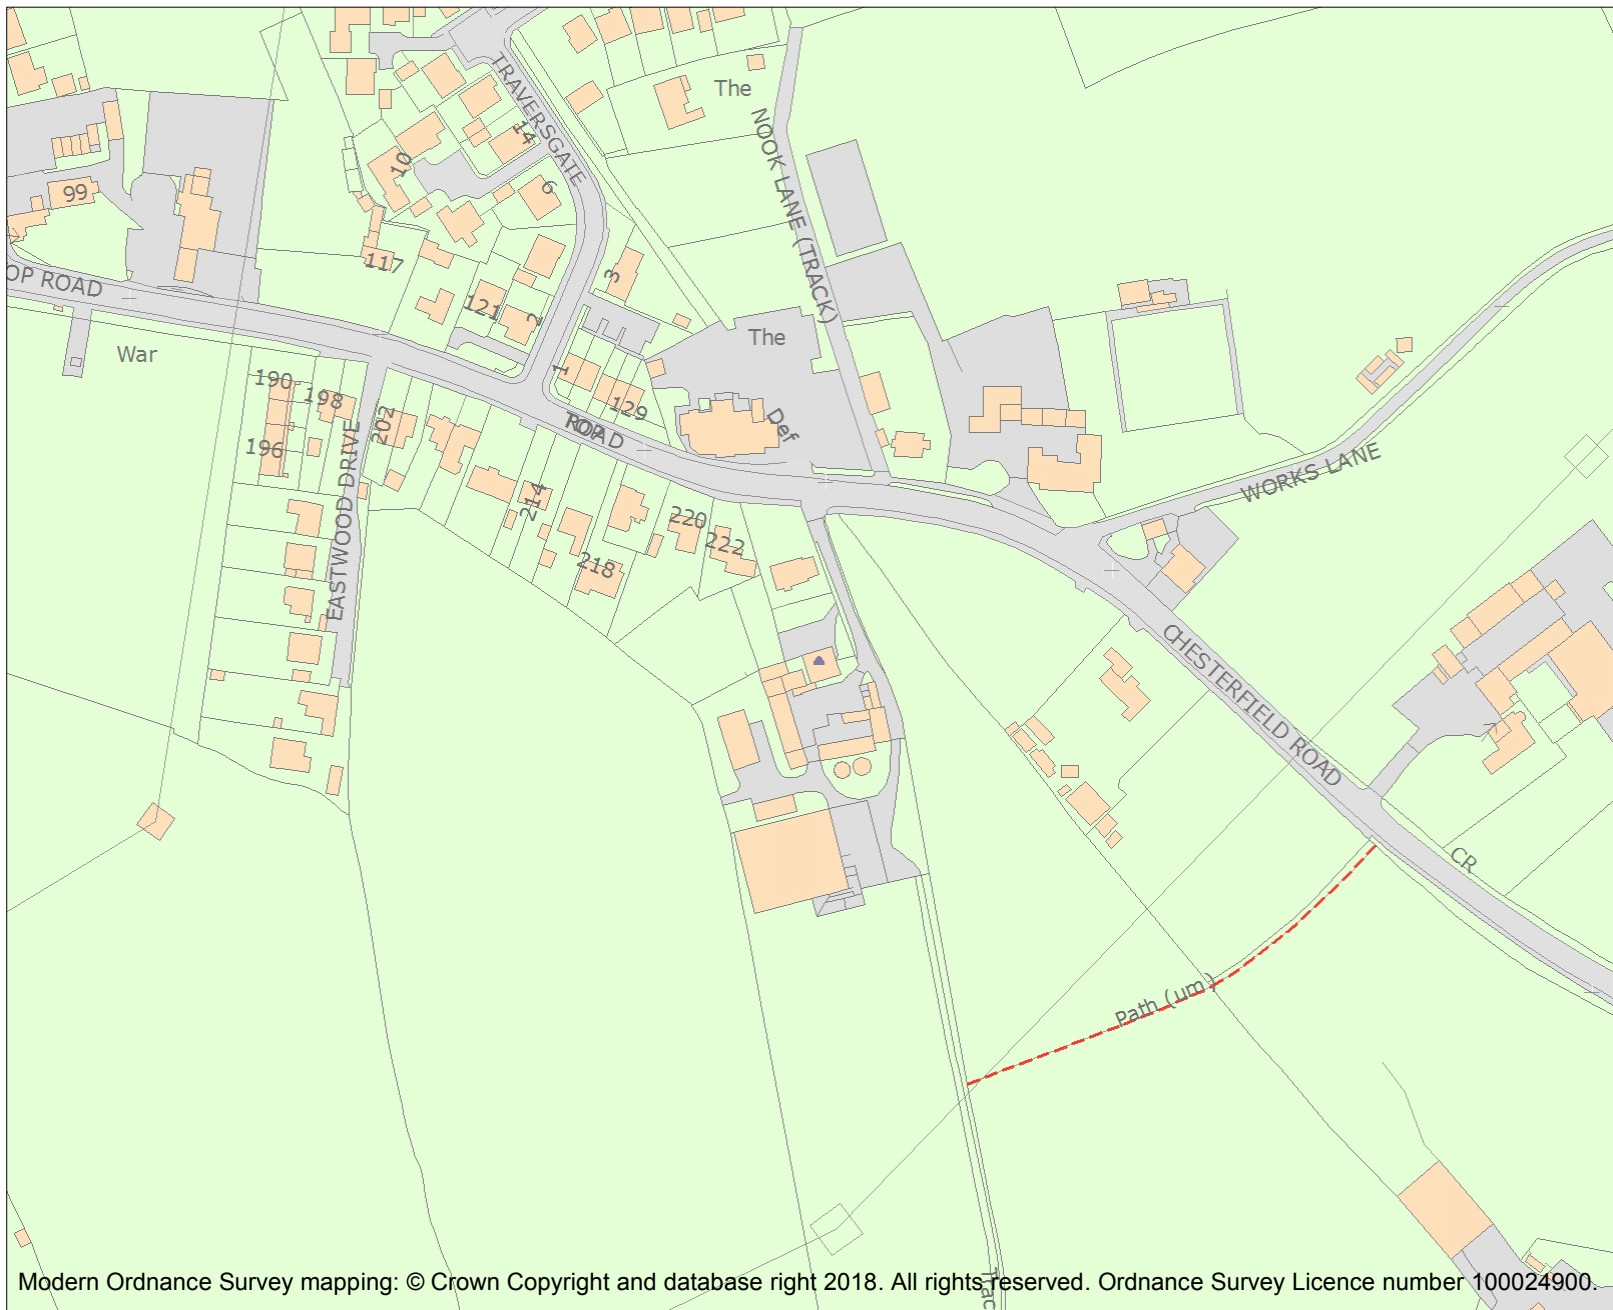 TRAVERSGATE
The
NOOK LANE (TRACK)
14
10
6
99
117
3
OP ROAD
121
2
The
War
1
129
190
198
202
TOP
ROAD
Def
196
EASTWOOD DRIVE
214
218
220
222
WORKS LANE
CHESTERFIELD ROAD
CR
Path (um)
Trac
Modern Ordnance Survey mapping: © Crown Copyright and database right 2018. All rights reserved. Ordnance Survey Licence number 100024900.